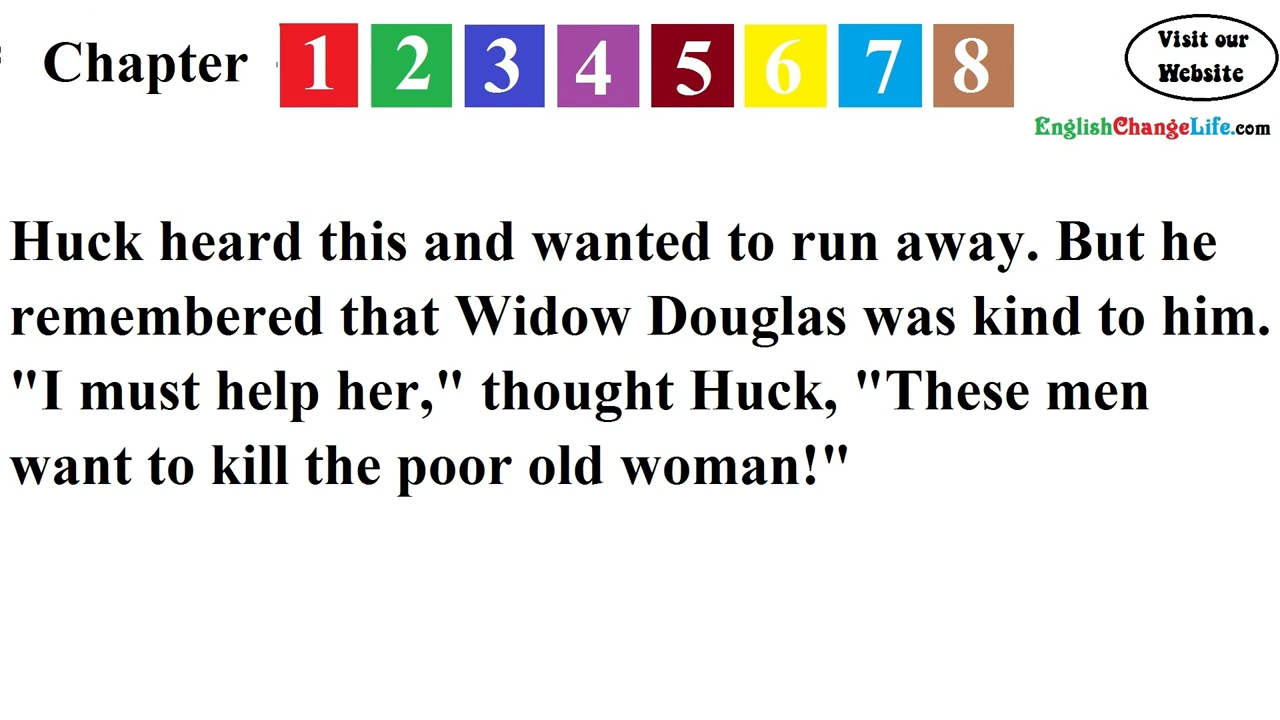 Chapter 1 2 3 4 5 6 7 8
Visit our
Website
EnglishChangeLife.com
Huck heard this and wanted to run away. But he
remembered that Widow Douglas was kind to him.
"I must help her," thought Huck, "These men
want to kill the poor old woman!"